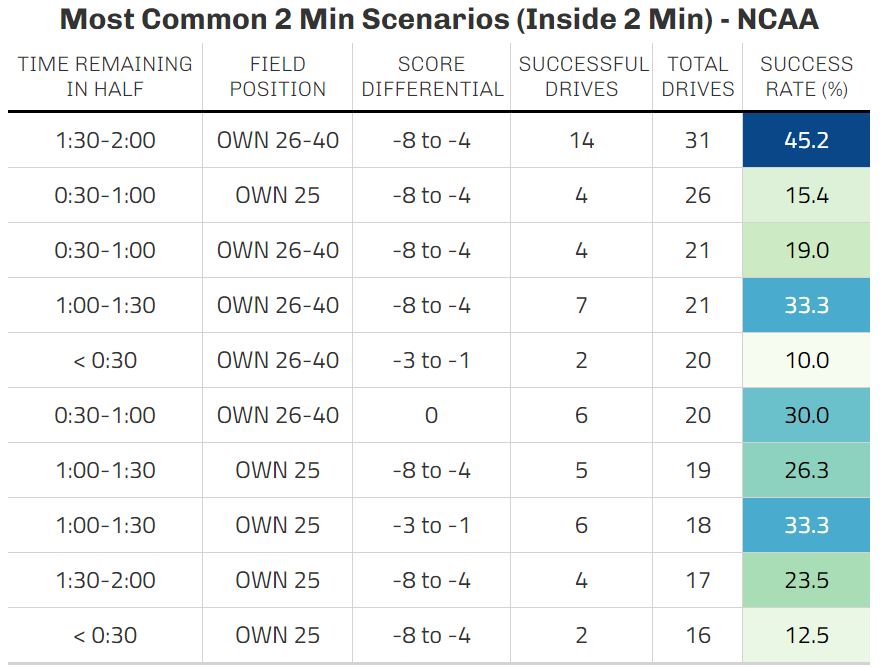 Most Common 2 Min Scenarios (Inside 2 Min) - NCAA
TIME REMAINING IN HALF FIELD POSITION SCORE DIFFERENTIAL SUCCESSFUL DRIVES TOTAL DRIVES SUCCESS RATE (%)
1:30-2:00 OWN 26-40 -8 to -4 14 31 45.2
0:30-1:00 OWN 25 -8 to -4 4 26 15.4
0:30-1:00 OWN 26-40 -8 to -4 4 21 19.0
1:00-1:30 OWN 26-40 -8 to -4 7 21 33.3
< 0:30 OWN 26-40 -3 to -1 2 20 10.0
0:30-1:00 OWN 26-40 0 6 20 30.0
1:00-1:30 OWN 25 -8 to -4 5 19 26.3
1:00-1:30 OWN 25 -3 to -1 6 18 33.3
1:30-2:00 OWN 25 -8 to -4 4 17 23.5
< 0:30 OWN 25 -8 to -4 2 16 12.5